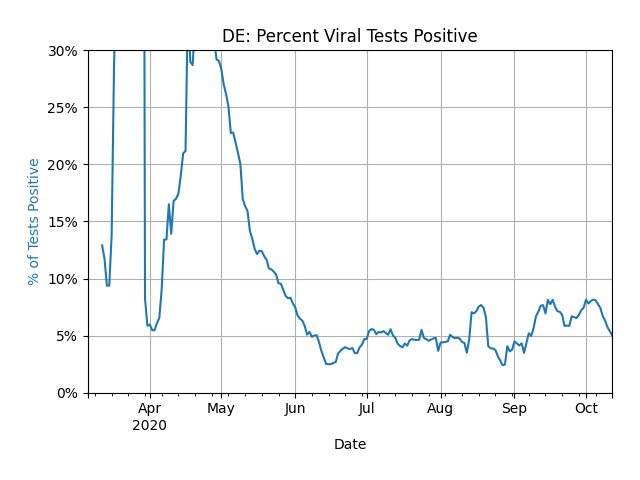 DE: Percent Viral Tests Positive
30%
25%
20%
15%
10%
5%
0%
% of Tests Positive
Apr
2020
May
Jun
Jul
Aug
Sep
Oct
Date